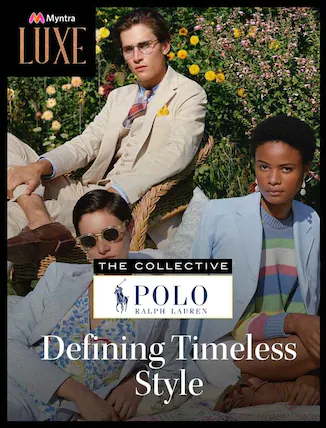 Myntra
LUXE
THE COLLECTIVE
POLO
RALPH LAUREN
Defining Timeless
Style